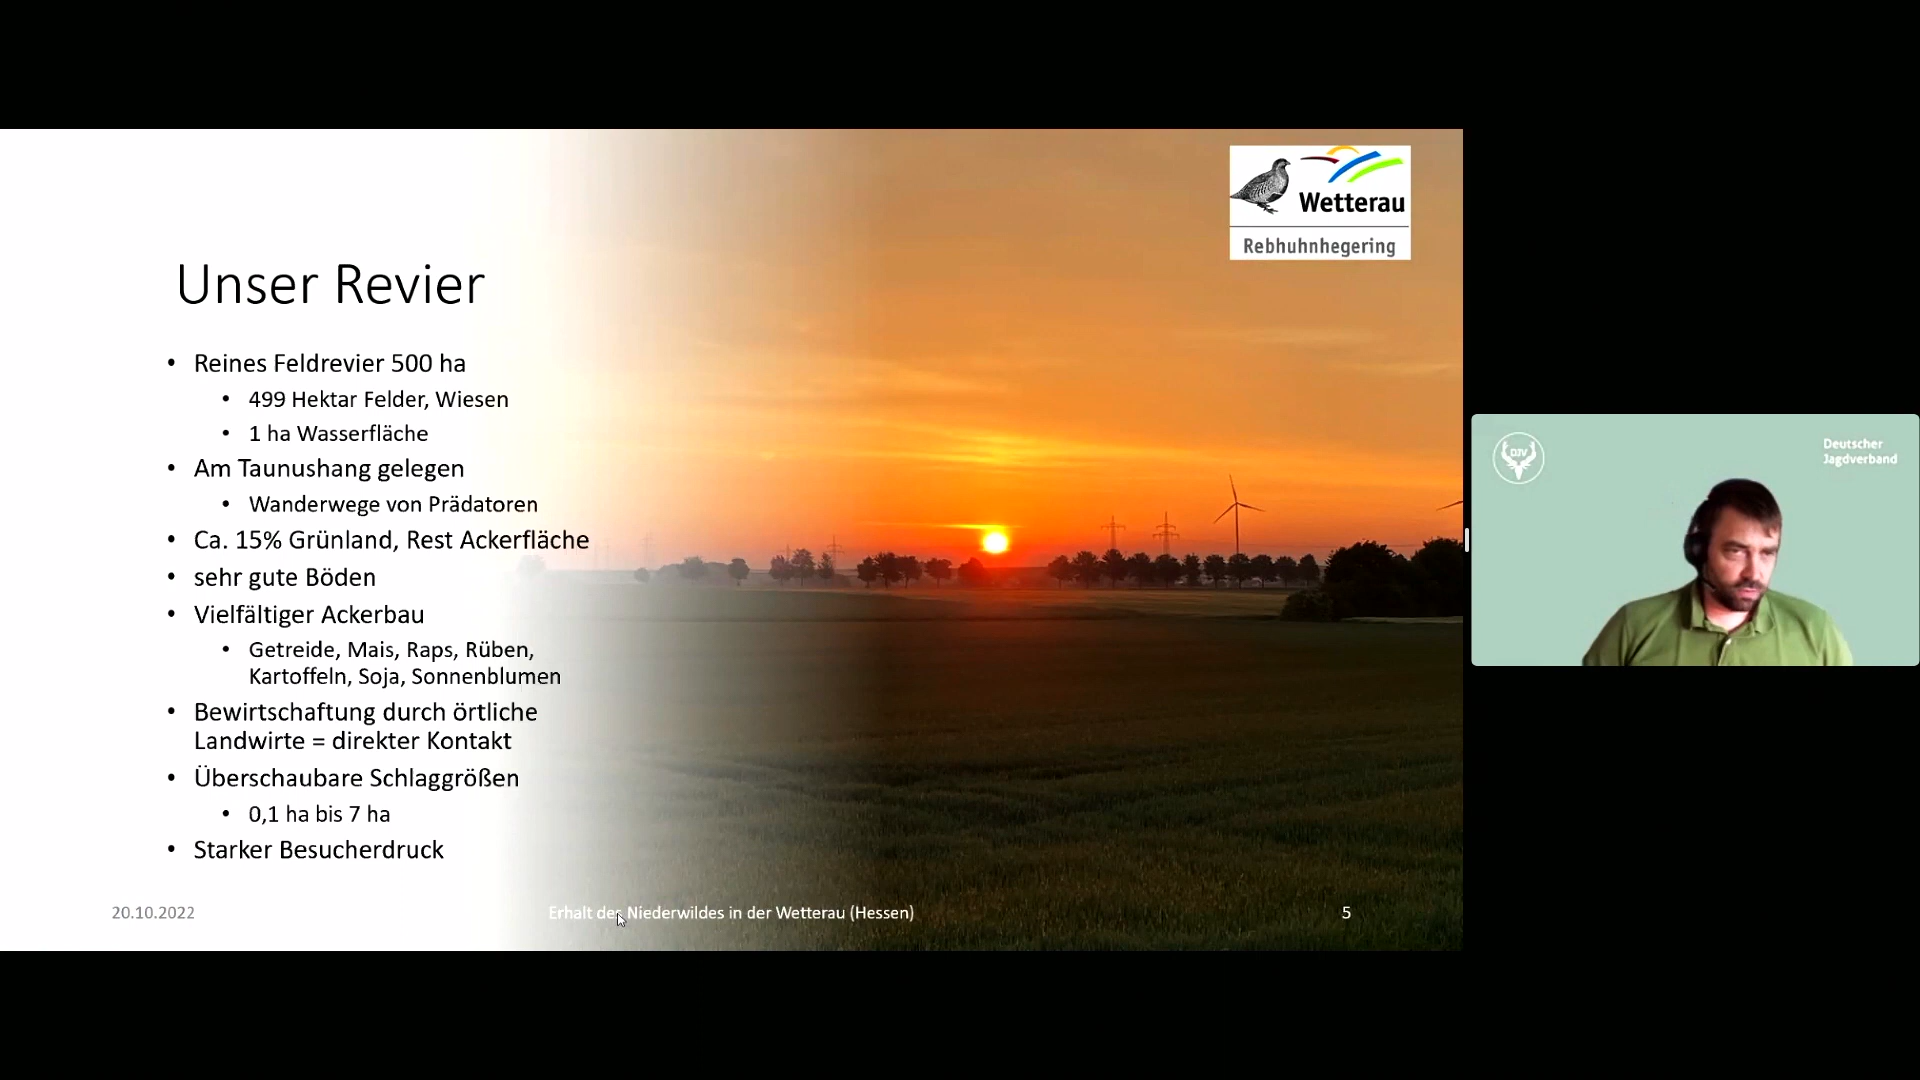 Wetterau
Rebhuhnhegering
Unser Revier
• Reines Feldrevier 500 ha
• 499 Hektar Felder, Wiesen
• 1 ha Wasserfläche
• Am Taunushang gelegen
• Wanderwege von Prädatoren
• Ca. 15% Grünland, Rest Ackerfläche
• sehr gute Böden
• Vielfältiger Ackerbau
• Getreide, Mais, Raps, Rüben,
Kartoffeln, Soja, Sonnenblumen
• Bewirtschaftung durch örtliche
Landwirte = direkter Kontakt
• Überschaubare Schlaggrößen
• 0,1 ha bis 7 ha
• Starker Besucherdruck
20.10.2022
Erhalt des Niederwildes in der Wetterau (Hessen)
5
DJV
Deutscher
Jagdverband